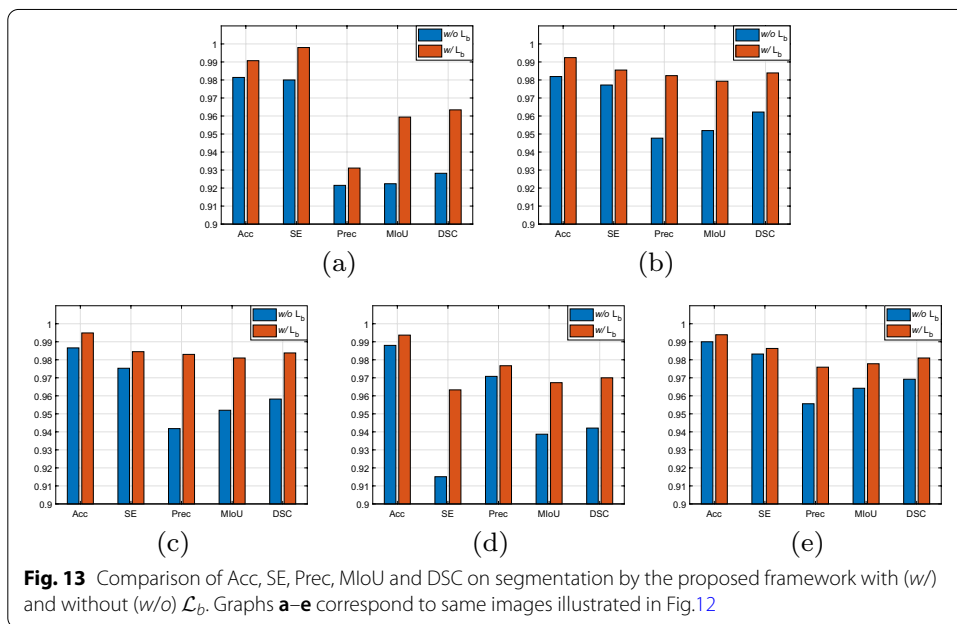 1
0.99
0.98
0.97
0.96
0.95
0.94
0.93
0.92
0.91
0.9
w/o L_b
w/ L_b
Acc SE Prec MIoU DSC
(a)
1
0.99
0.98
0.97
0.96
0.95
0.94
0.93
0.92
0.91
0.9
w/o L_b
w/ L_b
Acc SE Prec MIoU DSC
(b)
1
0.99
0.98
0.97
0.96
0.95
0.94
0.93
0.92
0.91
0.9
w/o L_b
w/ L_b
Acc SE Prec MIoU DSC
(c)
1
0.99
0.98
0.97
0.96
0.95
0.94
0.93
0.92
0.91
0.9
w/o L_b
w/ L_b
Acc SE Prec MIoU DSC
(d)
1
0.99
0.98
0.97
0.96
0.95
0.94
0.93
0.92
0.91
0.9
w/o L_b
w/ L_b
Acc SE Prec MIoU DSC
(e)
Fig. 13 Comparison of Acc, SE, Prec, MIoU and DSC on segmentation by the proposed framework with (w/)
and without (w/o) ℒ_b. Graphs a–e correspond to same images illustrated in Fig.12